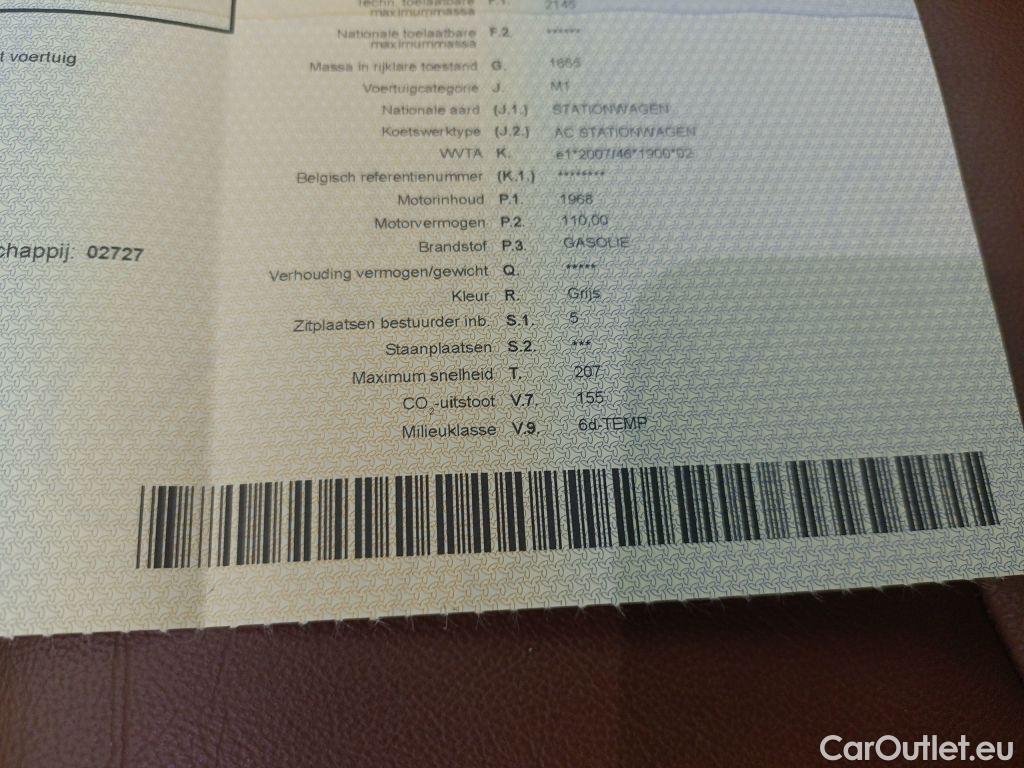 Techn. toelaatbare F.1. 2145
maximummassa
Nationale toelaatbare F.2. ******
maximummassa
t voertuig
Massa in rijklare toestand G.
Voertuigcategorie J. M1
Nationale aard (J.1.) STATIONWAGEN
Koetswerktype (J.2.) AC STATIONWAGEN
WVTA K. e1*2007/46*1900*02
Belgisch referentienummer (K.1.) ********
Motorinhoud P.1. 1968
Motorvermogen P.2. 110,00
chappij: 02727
Brandstof P.3. GASOLIE
Verhouding vermogen/gewicht Q. *****
Kleur R. Grijs
Zitplaatsen bestuurder inb. S.1. 5
Staanplaatsen S.2. ***
Maximum snelheid T. 207
CO2-uitstoot V.7. 155
Milieuklasse V.9. 6d-TEMP
CarOutlet.eu